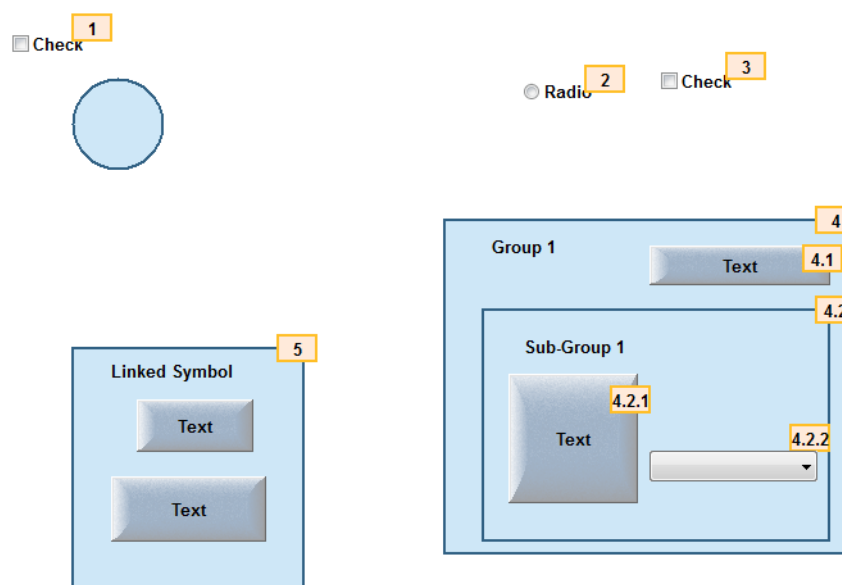 1
Check
2
Radio
3
Check
4
Group 1
Text
4.1
4.2
Sub-Group 1
4.2.1
Text
4.2.2
5
Linked Symbol
Text
Text